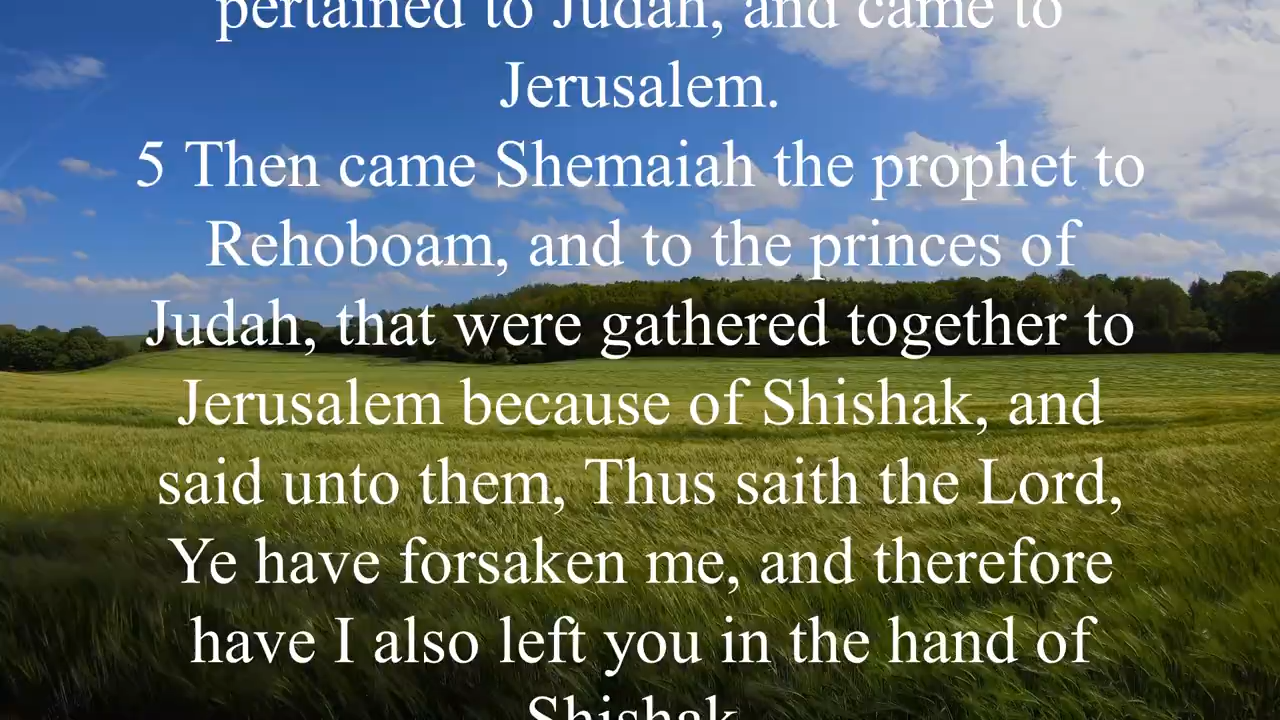 pertained to Judah, and came to
Jerusalem.
5 Then came Shemaiah the prophet to
Rehoboam, and to the princes of
Judah, that were gathered together to
Jerusalem because of Shishak, and
said unto them, Thus saith the Lord,
Ye have forsaken me, and therefore
have I also left you in the hand of
Shishak